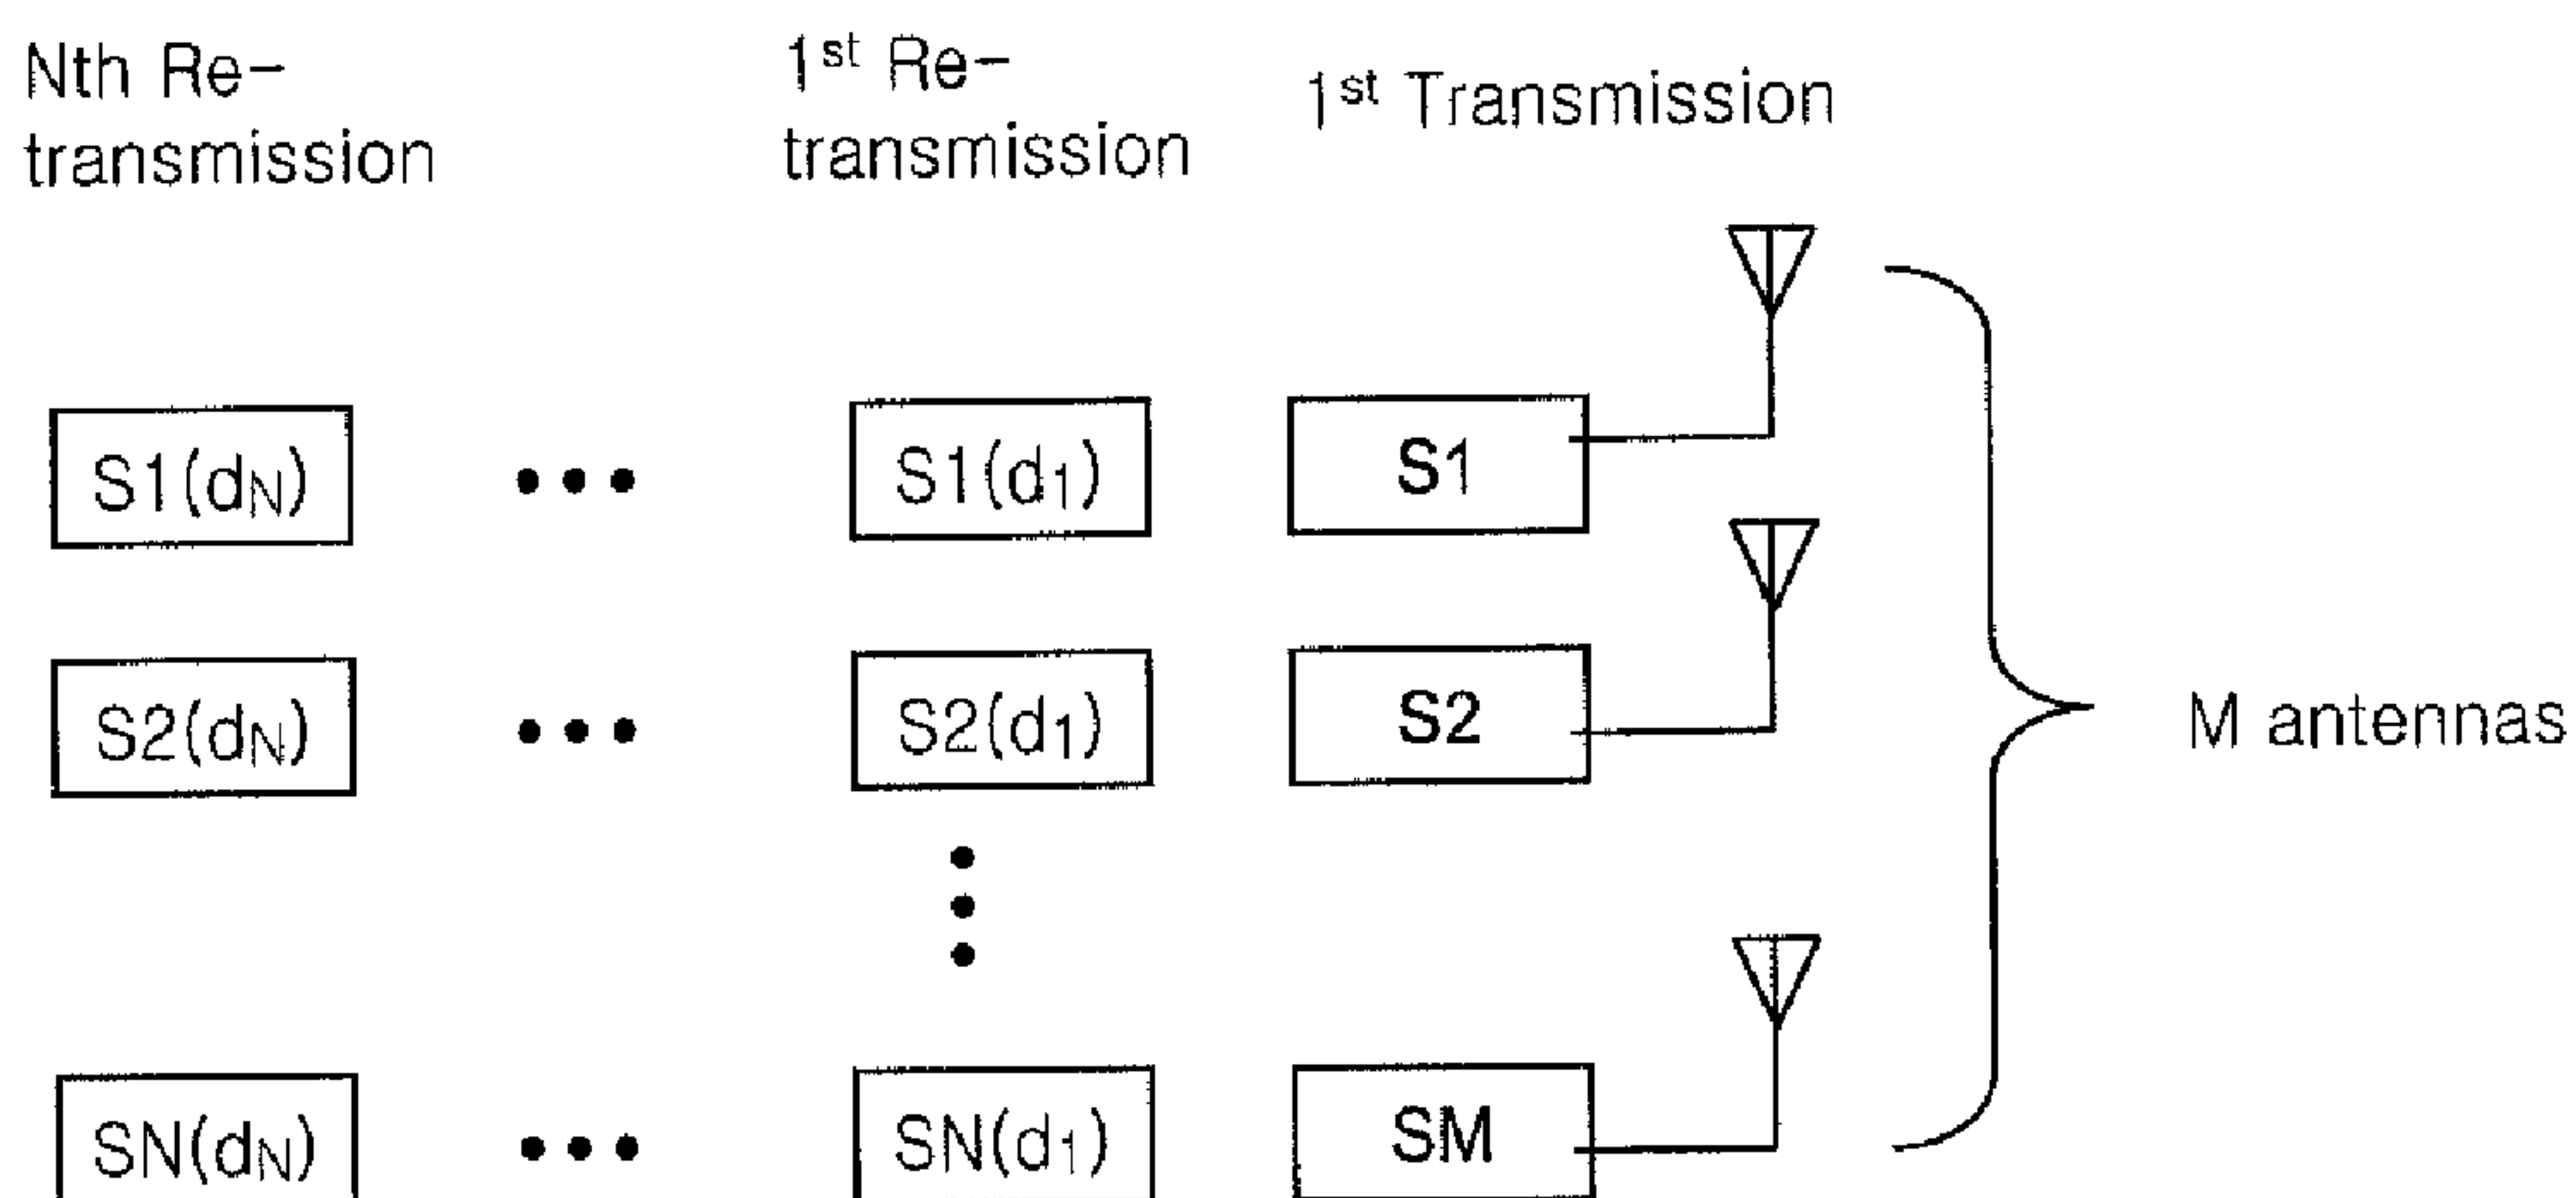 Nth Re-
transmission
1st Re-
transmission
1st Transmission
S1(dN)
S1(d1)
S1
S2(dN)
S2(d1)
S2
M antennas
SN(dN)
SN(d1)
SM